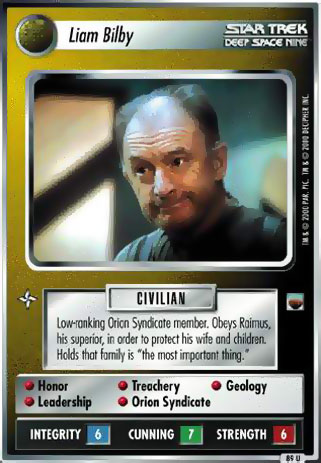 Liam Bilby
STAR TREK
DEEP SPACE NINE
TM & © 2000 PAR. PIC. TM & © 2000 DECIPHER INC.
CIVILIAN
Low-ranking Orion Syndicate member. Obeys Raimus,
his superior, in order to protect his wife and children.
Holds that family is "the most important thing."
Honor Treachery Geology
Leadership Orion Syndicate
INTEGRITY 6 CUNNING 7 STRENGTH 6
89 U